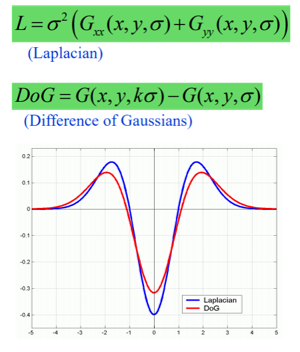 L = σ²(Gₓₓ(x, y, σ) + Gᵧᵧ(x, y, σ))
(Laplacian)
DoG = G(x, y, kσ) − G(x, y, σ)
(Difference of Gaussians)
0.2
0.1
0
-0.1
-0.2
-0.3
-0.4
Laplacian
DoG
-5 -4 -3 -2 -1 0 1 2 3 4 5